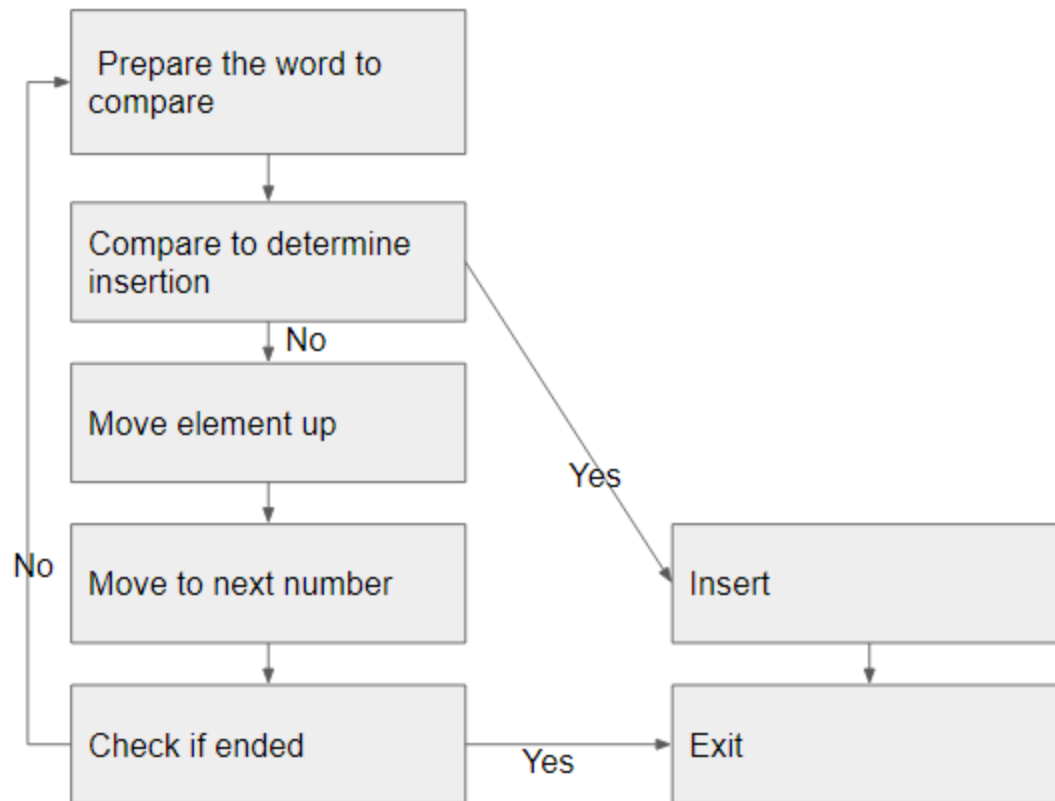 Prepare the word to
compare
Compare to determine
insertion
No
Move element up
Yes
No
Move to next number
Insert
Check if ended
Yes
Exit